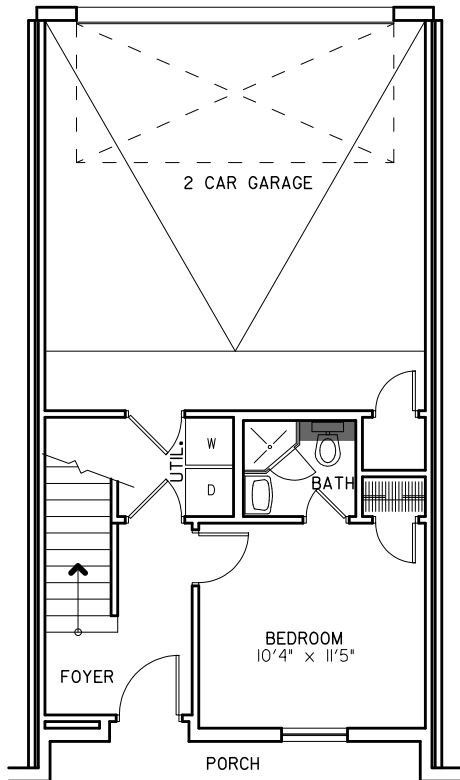 2 CAR GARAGE
UTIL.
W
D
BATH
BEDROOM
10'4" x 11'5"
FOYER
PORCH